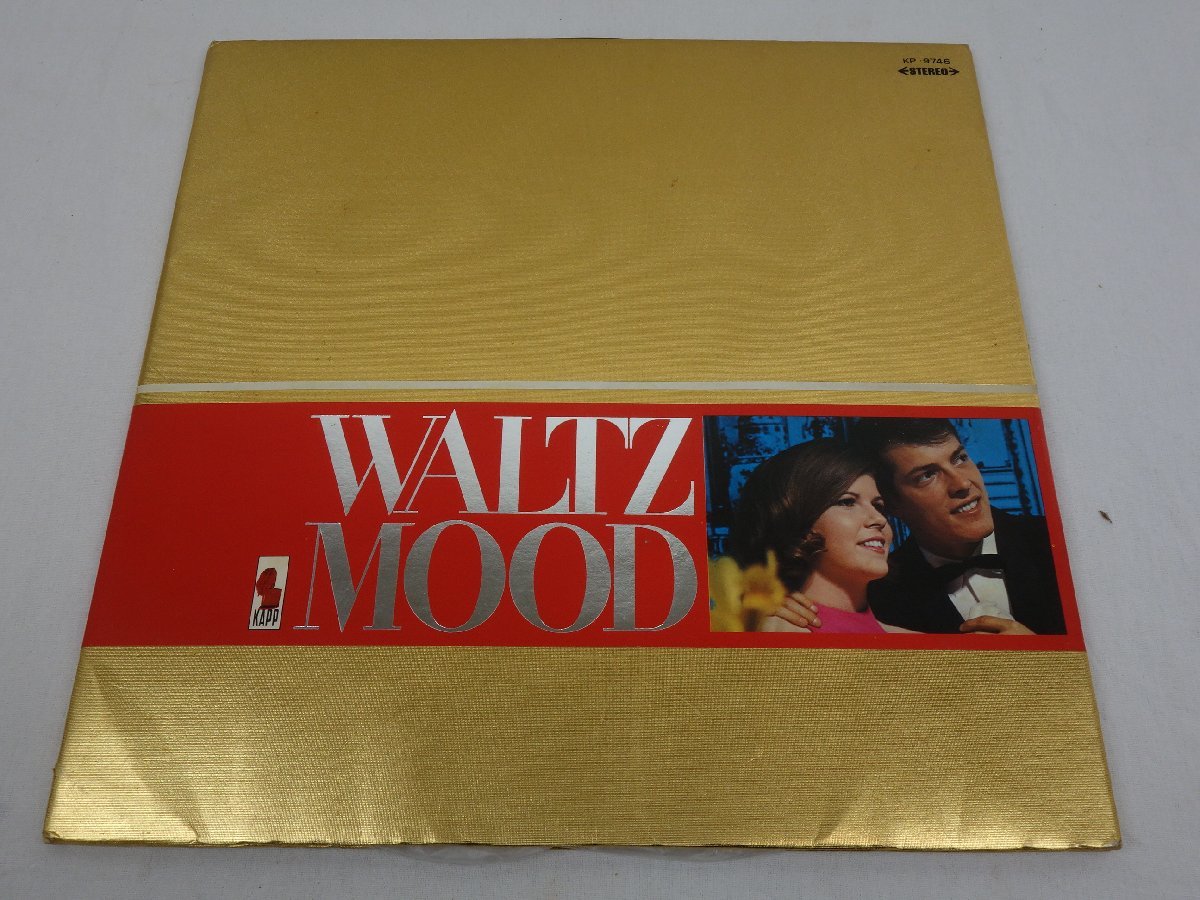 KP-9746
STEREO
WALTZ
MOOD
KAPP